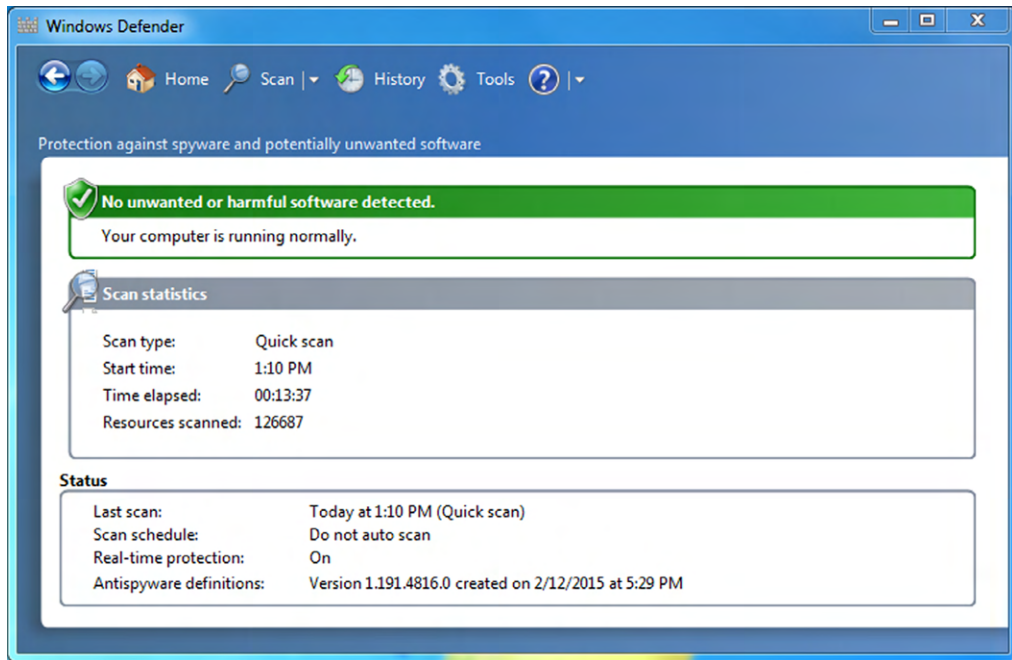 Windows Defender
Home Scan History Tools ?
Protection against spyware and potentially unwanted software
No unwanted or harmful software detected.
Your computer is running normally.
Scan statistics
Scan type: Quick scan
Start time: 1:10 PM
Time elapsed: 00:13:37
Resources scanned: 126687
Status
Last scan: Today at 1:10 PM (Quick scan)
Scan schedule: Do not auto scan
Real-time protection: On
Antispyware definitions: Version 1.191.4816.0 created on 2/12/2015 at 5:29 PM